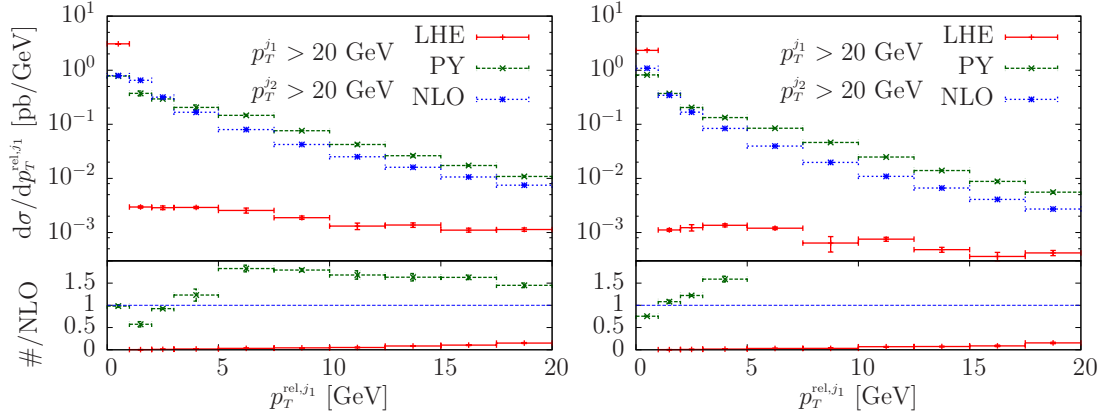 10^1
10^0
10^-1
10^-2
10^-3
dσ/dp_T^{rel,j_1} [pb/GeV]
p_T^{j_1} > 20 GeV
p_T^{j_2} > 20 GeV
LHE
PY
NLO
1.5
1
0.5
0
#/NLO
0 5 10 15 20
p_T^{rel,j_1} [GeV]
10^1
10^0
10^-1
10^-2
10^-3
p_T^{j_1} > 20 GeV
p_T^{j_2} > 20 GeV
LHE
PY
NLO
1.5
1
0.5
0
0 5 10 15 20
p_T^{rel,j_1} [GeV]